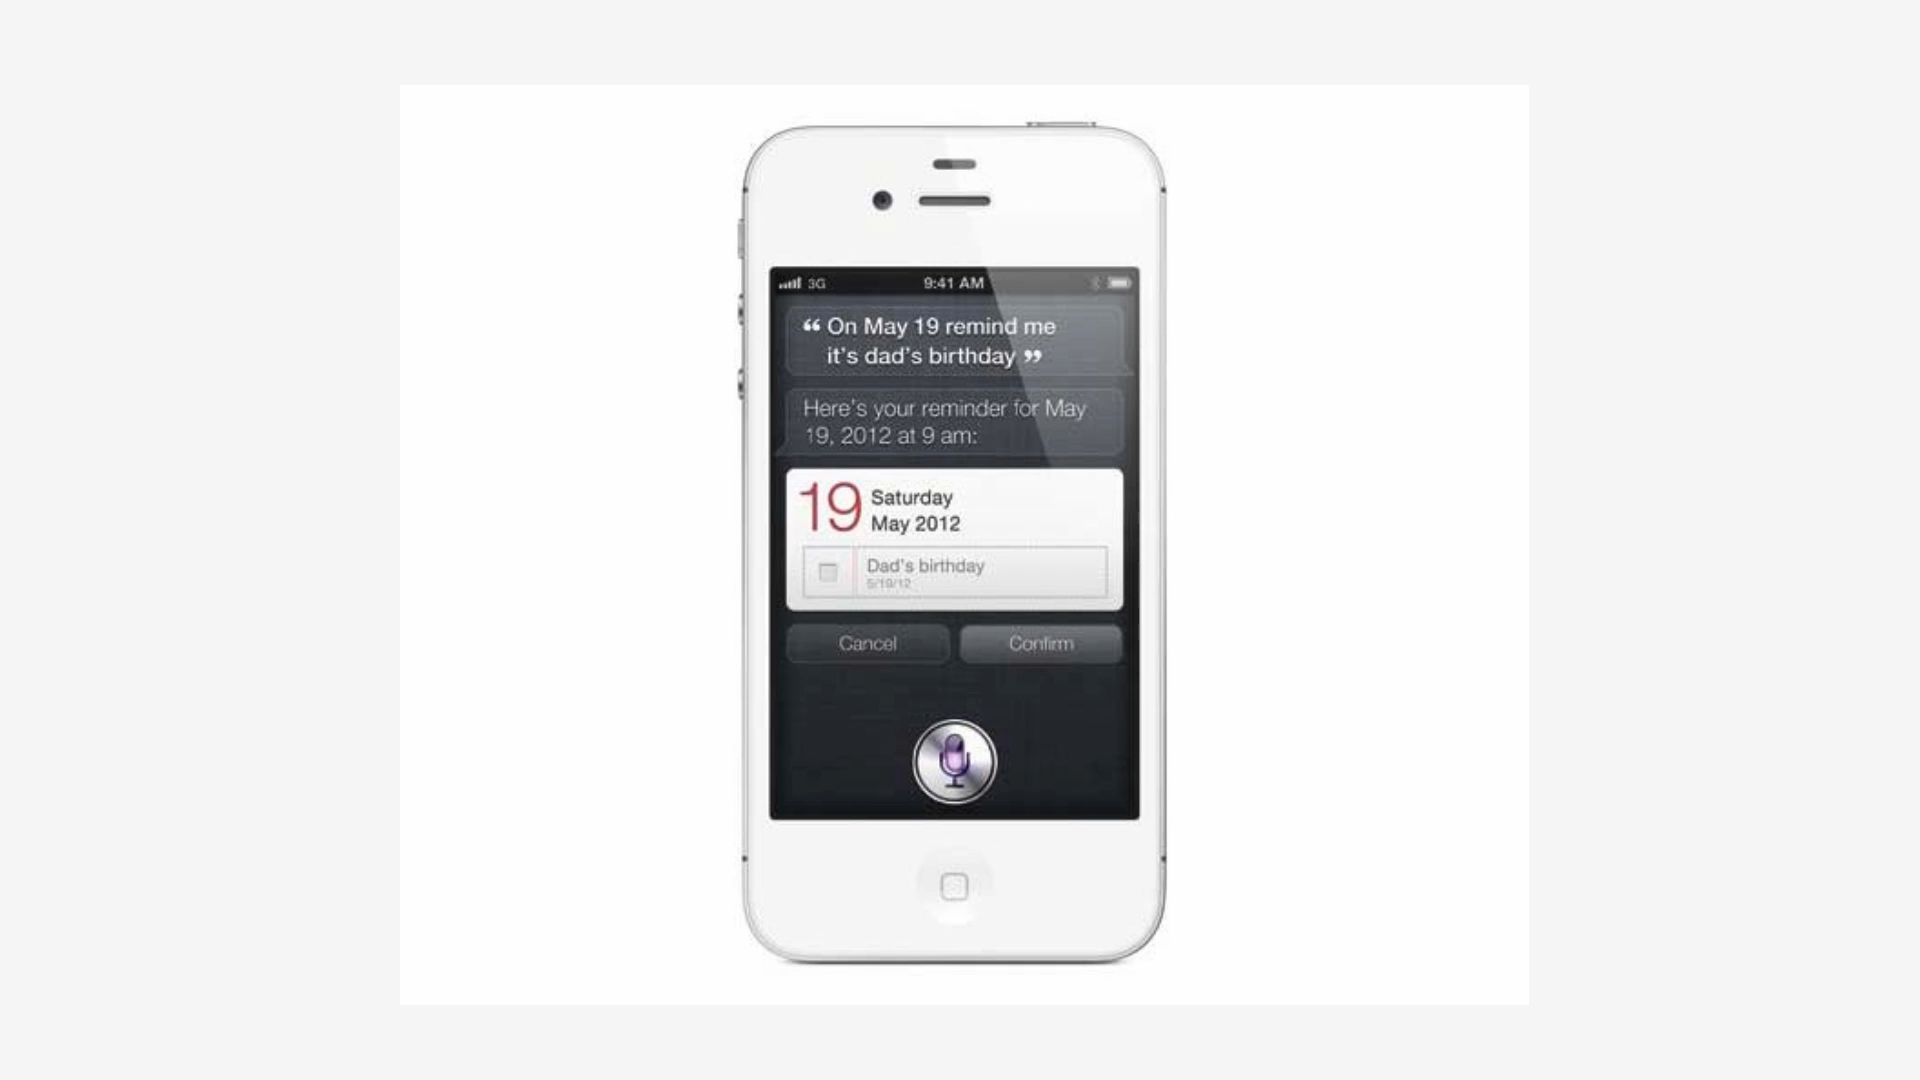 3G 9:41 AM
“ On May 19 remind me
it's dad's birthday ”
Here's your reminder for May
19, 2012 at 9 am:
19 Saturday
May 2012
Dad's birthday
5/19/12
Cancel Confirm